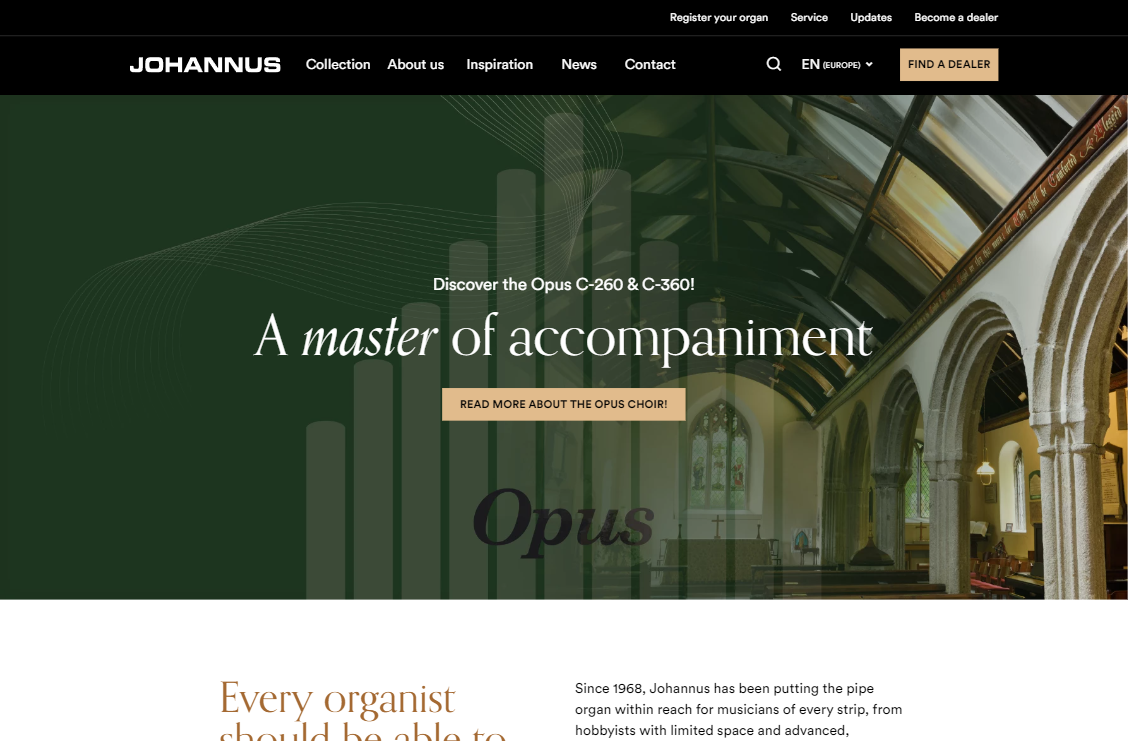 Register your organ Service Updates Become a dealer
JOHANNUS Collection About us Inspiration News Contact EN (EUROPE) FIND A DEALER
Discover the Opus C-260 & C-360!
A master of accompaniment
READ MORE ABOUT THE OPUS CHOIR!
Opus
Every organist
should be able to
Since 1968, Johannus has been putting the pipe
organ within reach for musicians of every strip, from
hobbyists with limited space and advanced,